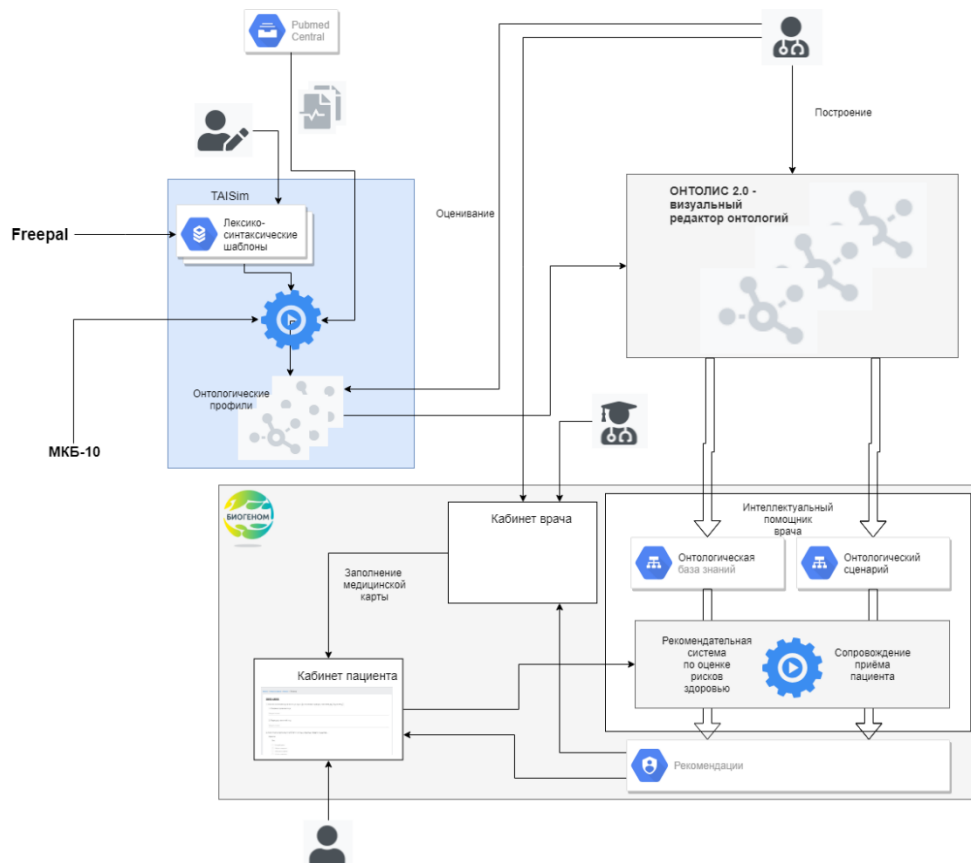 Pubmed
Central
Построение
TAISim
Лексико-
синтаксические
шаблоны
Оценивание
ОНТОЛИС 2.0 -
визуальный
редактор онтологий
Freepal
Онтологические
профили
МКБ-10
БИОГЕНОМ
Кабинет врача
Интеллектуальный
помощник
врача
Онтологическая
база знаний
Онтологический
сценарий
Заполнение
медицинской
карты
Рекомендательная
система
по оценке
рисков
здоровью
Сопровождение
приёма
пациента
Кабинет пациента
Рекомендации